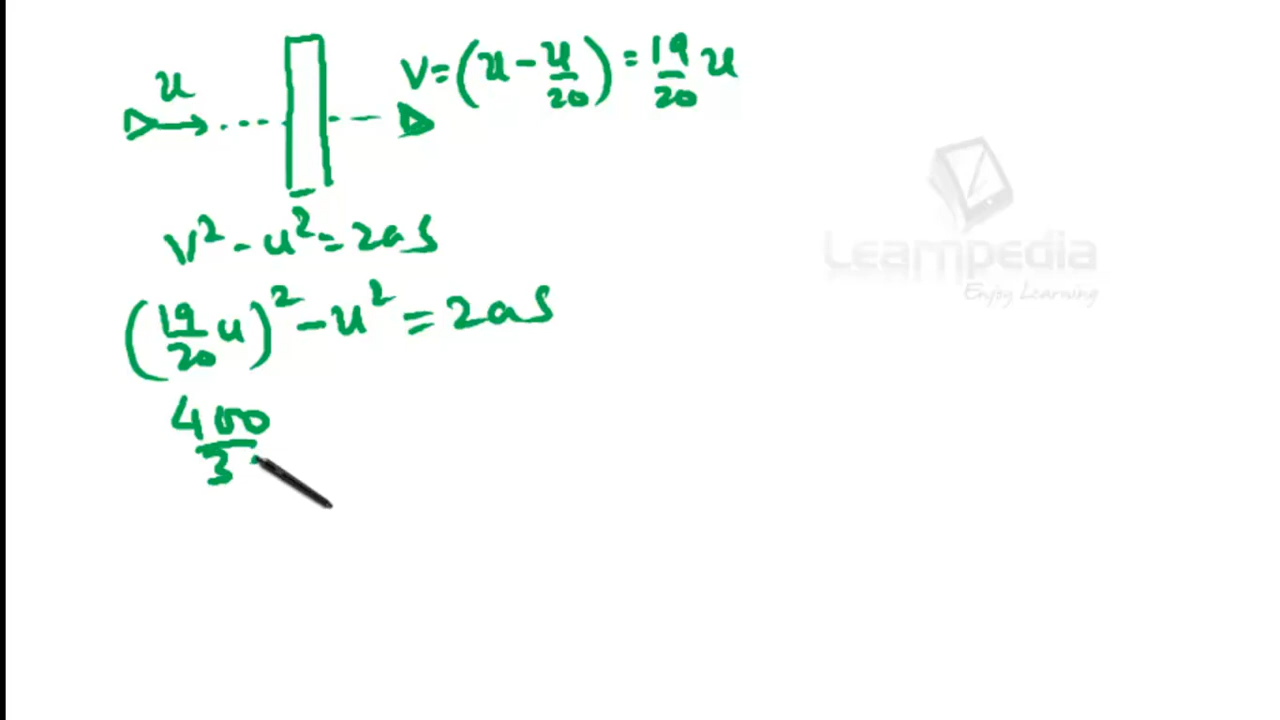 u
V = (u - u/20) = 19/20 u
V² - u² = 2as
(19/20 u)² - u² = 2as
400/3
Learnpedia
Enjoy Learning